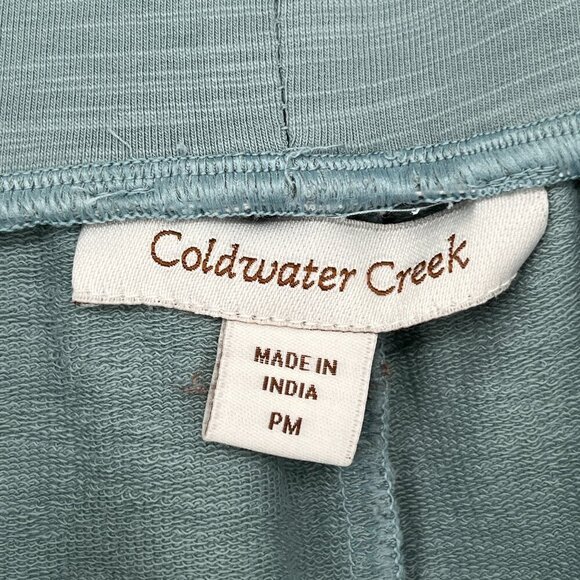 Coldwater Creek
MADE IN
INDIA
PM